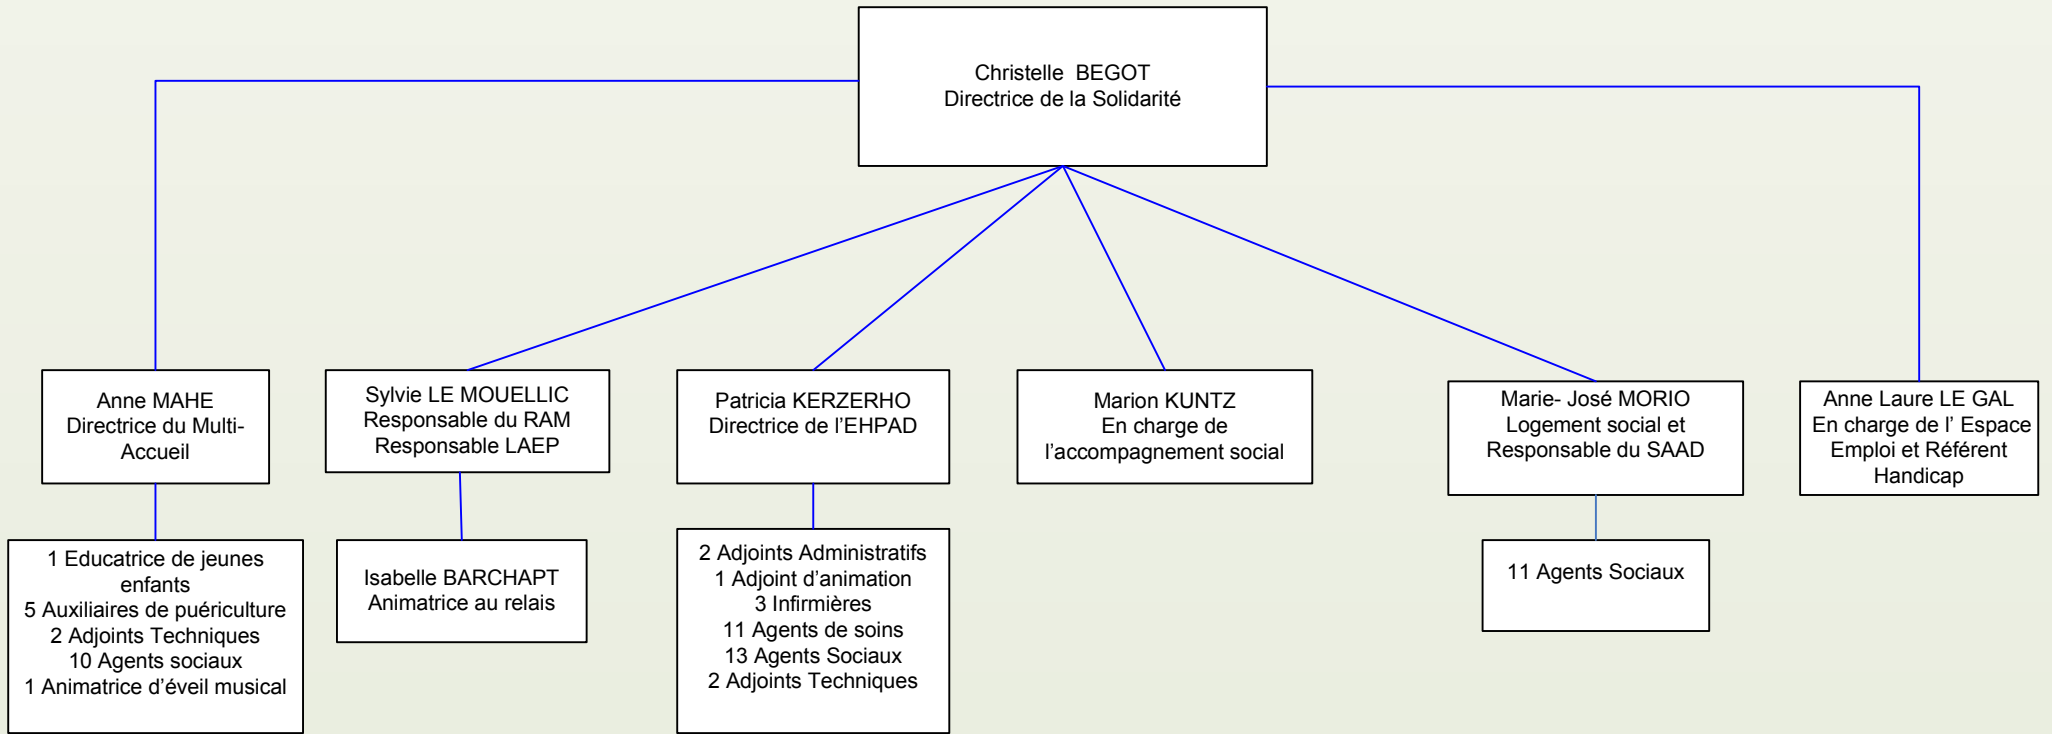 Christelle  BEGOT
Directrice de la Solidarité
Anne MAHE
Directrice du Multi-
Accueil
Sylvie LE MOUELLIC
Responsable du RAM
Responsable LAEP
Patricia KERZERHO
Directrice de l’EHPAD
Marion KUNTZ
En charge de
l’accompagnement social
Marie- José MORIO
Logement social et
Responsable du SAAD
Anne Laure LE GAL
En charge de l’ Espace
Emploi et Référent
Handicap
1 Educatrice de jeunes
enfants
5 Auxiliaires de puériculture
2 Adjoints Techniques
10 Agents sociaux
1 Animatrice d’éveil musical
Isabelle BARCHAPT
Animatrice au relais
2 Adjoints Administratifs
1 Adjoint d’animation
3 Infirmières
11 Agents de soins
13 Agents Sociaux
2 Adjoints Techniques
11 Agents Sociaux